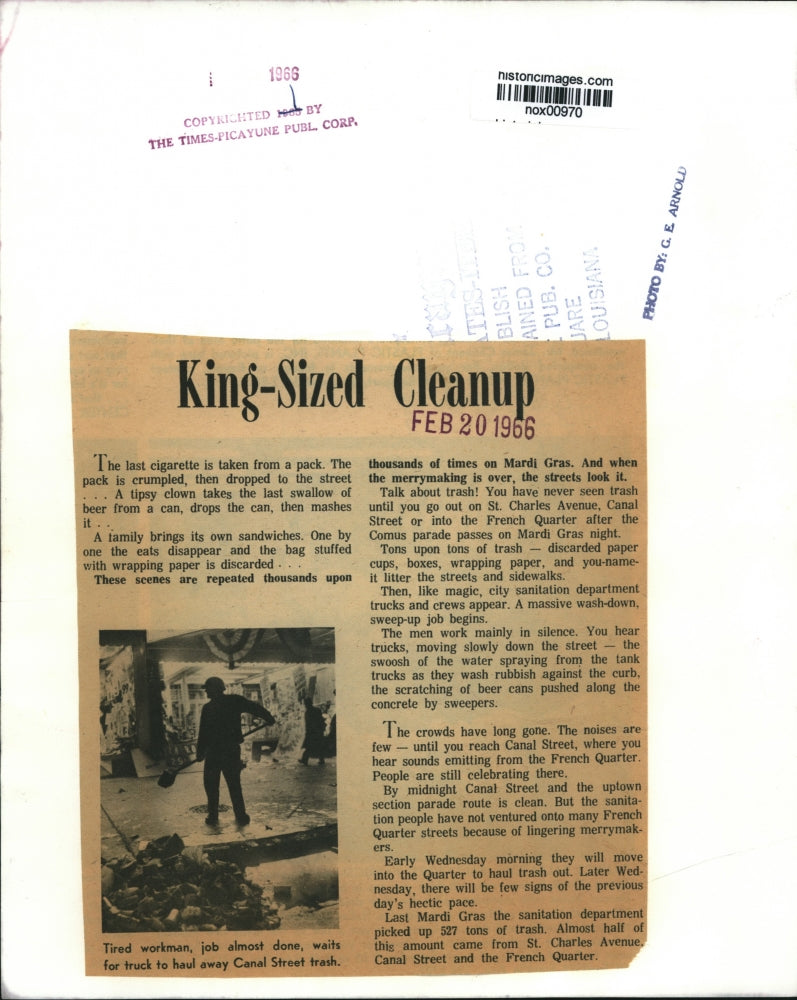 1966
COPYRIGHTED 1965 BY
THE TIMES-PICAYUNE PUBL. CORP.
historicimages.com
nox00970
PHOTO BY: G. E. ARNOLD
BLISH
AINED FROM
PUB. CO.
UARE
LOUISIANA
King-Sized Cleanup
FEB 20 1966
The last cigarette is taken from a pack. The
pack is crumpled, then dropped to the street
. . . A tipsy clown takes the last swallow of
beer from a can, drops the can, then mashes
it . .
A family brings its own sandwiches. One by
one the eats disappear and the bag stuffed
with wrapping paper is discarded . . .
These scenes are repeated thousands upon
Tired workman, job almost done, waits
for truck to haul away Canal Street trash.
thousands of times on Mardi Gras. And when
the merrymaking is over, the streets look it.
Talk about trash! You have never seen trash
until you go out on St. Charles Avenue, Canal
Street or into the French Quarter after the
Comus parade passes on Mardi Gras night.
Tons upon tons of trash — discarded paper
cups, boxes, wrapping paper, and you-name-
it litter the streets and sidewalks.
Then, like magic, city sanitation department
trucks and crews appear. A massive wash-down,
sweep-up job begins.
The men work mainly in silence. You hear
trucks, moving slowly down the street — the
swoosh of the water spraying from the tank
trucks as they wash rubbish against the curb,
the scratching of beer cans pushed along the
concrete by sweepers.
The crowds have long gone. The noises are
few — until you reach Canal Street, where you
hear sounds emitting from the French Quarter.
People are still celebrating there.
By midnight Canal Street and the uptown
section parade route is clean. But the sanita-
tion people have not ventured onto many French
Quarter streets because of lingering merrymak-
ers.
Early Wednesday morning they will move
into the Quarter to haul trash out. Later Wed-
nesday, there will be few signs of the previous
day's hectic pace.
Last Mardi Gras the sanitation department
picked up 527 tons of trash. Almost half of
this amount came from St. Charles Avenue,
Canal Street and the French Quarter.